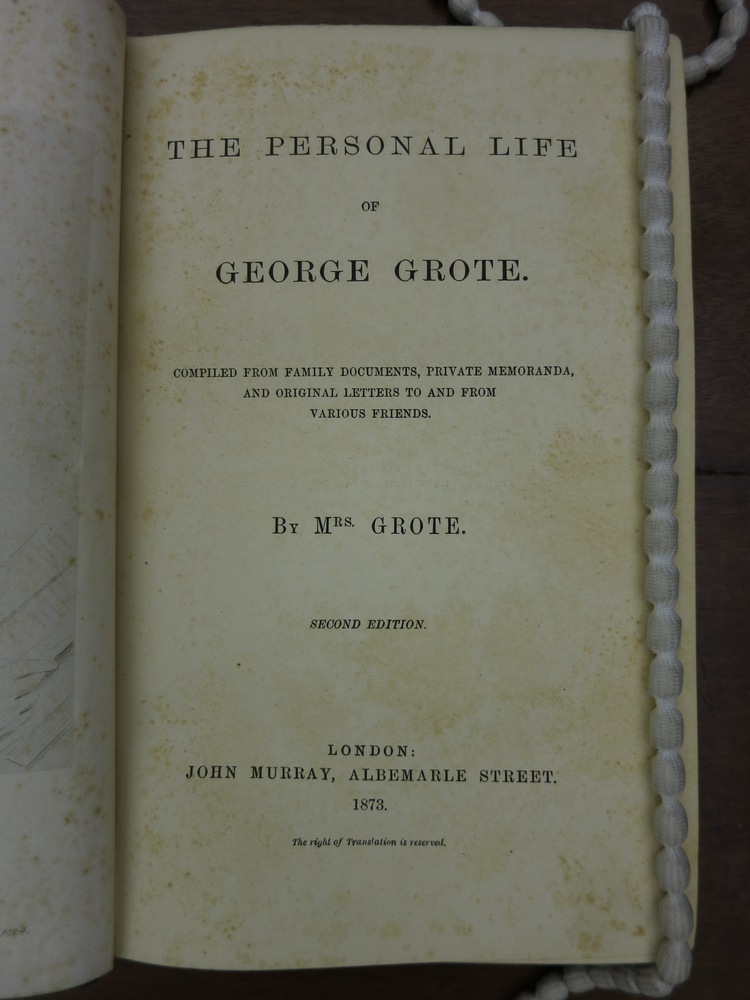 THE PERSONAL LIFE
OF
GEORGE GROTE.
COMPILED FROM FAMILY DOCUMENTS, PRIVATE MEMORANDA,
AND ORIGINAL LETTERS TO AND FROM
VARIOUS FRIENDS.
By Mrs. GROTE.
SECOND EDITION.
LONDON:
JOHN MURRAY, ALBEMARLE STREET.
1873.
The right of Translation is reserved.